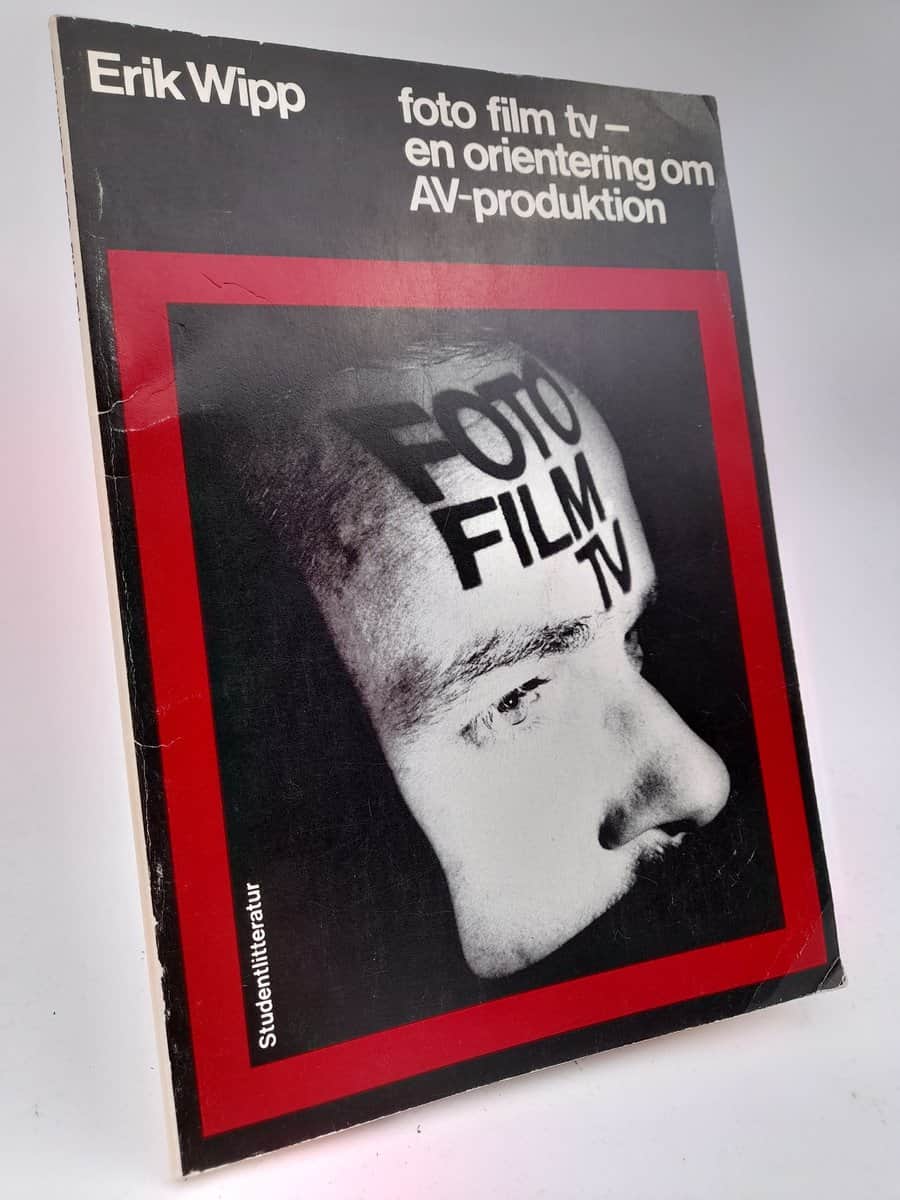 Erik Wipp
foto film tv –
en orientering om
AV-produktion
FOTO
FILM
TV
Studentlitteratur